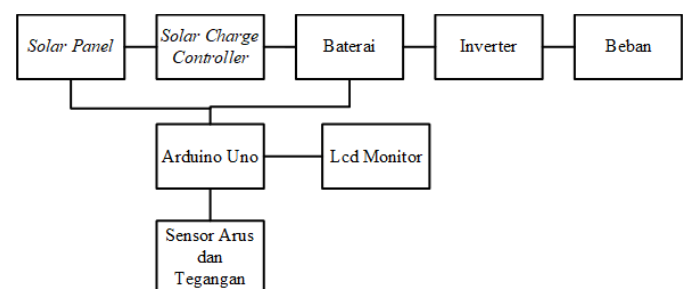 Solar Panel
Solar Charge
Controller
Baterai
Inverter
Beban
Arduino Uno
Lcd Monitor
Sensor Arus
dan
Tegangan